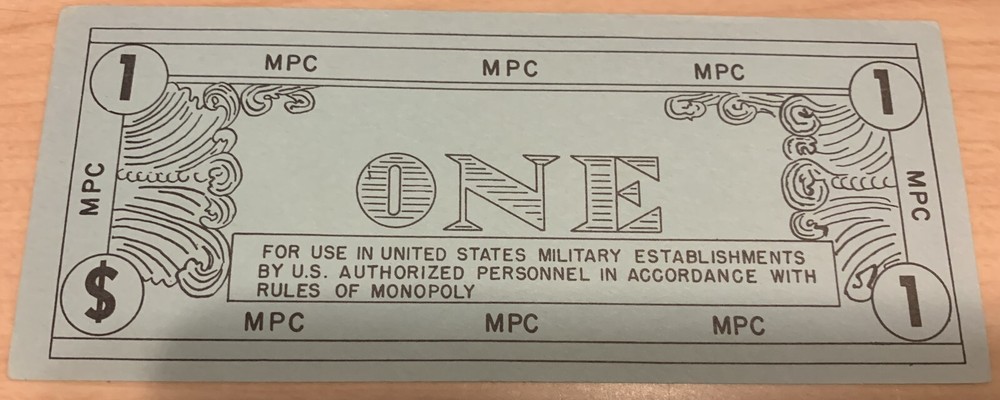 1 MPC MPC MPC 1
MPC
ONE
MPC
FOR USE IN UNITED STATES MILITARY ESTABLISHMENTS
BY U.S. AUTHORIZED PERSONNEL IN ACCORDANCE WITH
RULES OF MONOPOLY
$ MPC MPC MPC 1